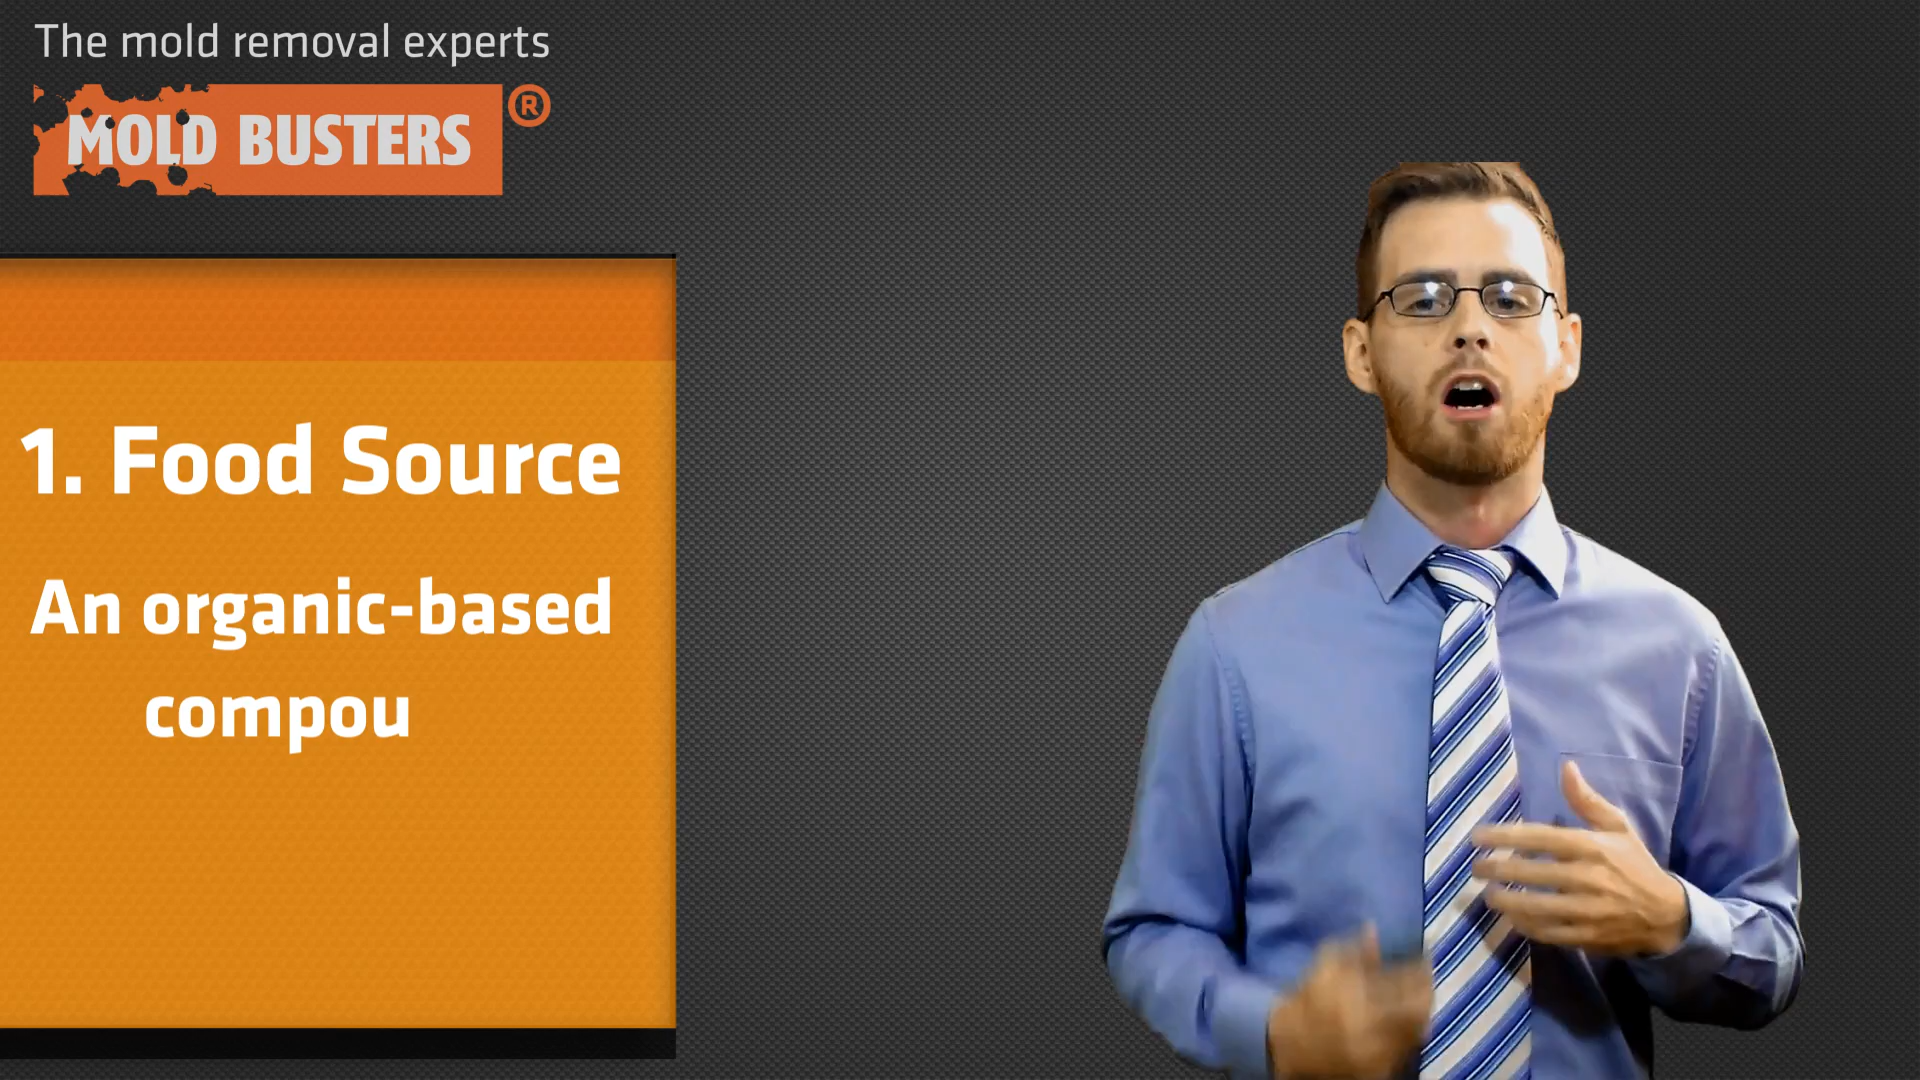 The mold removal experts
MOLD BUSTERS ®
1. Food Source
An organic-based
compou